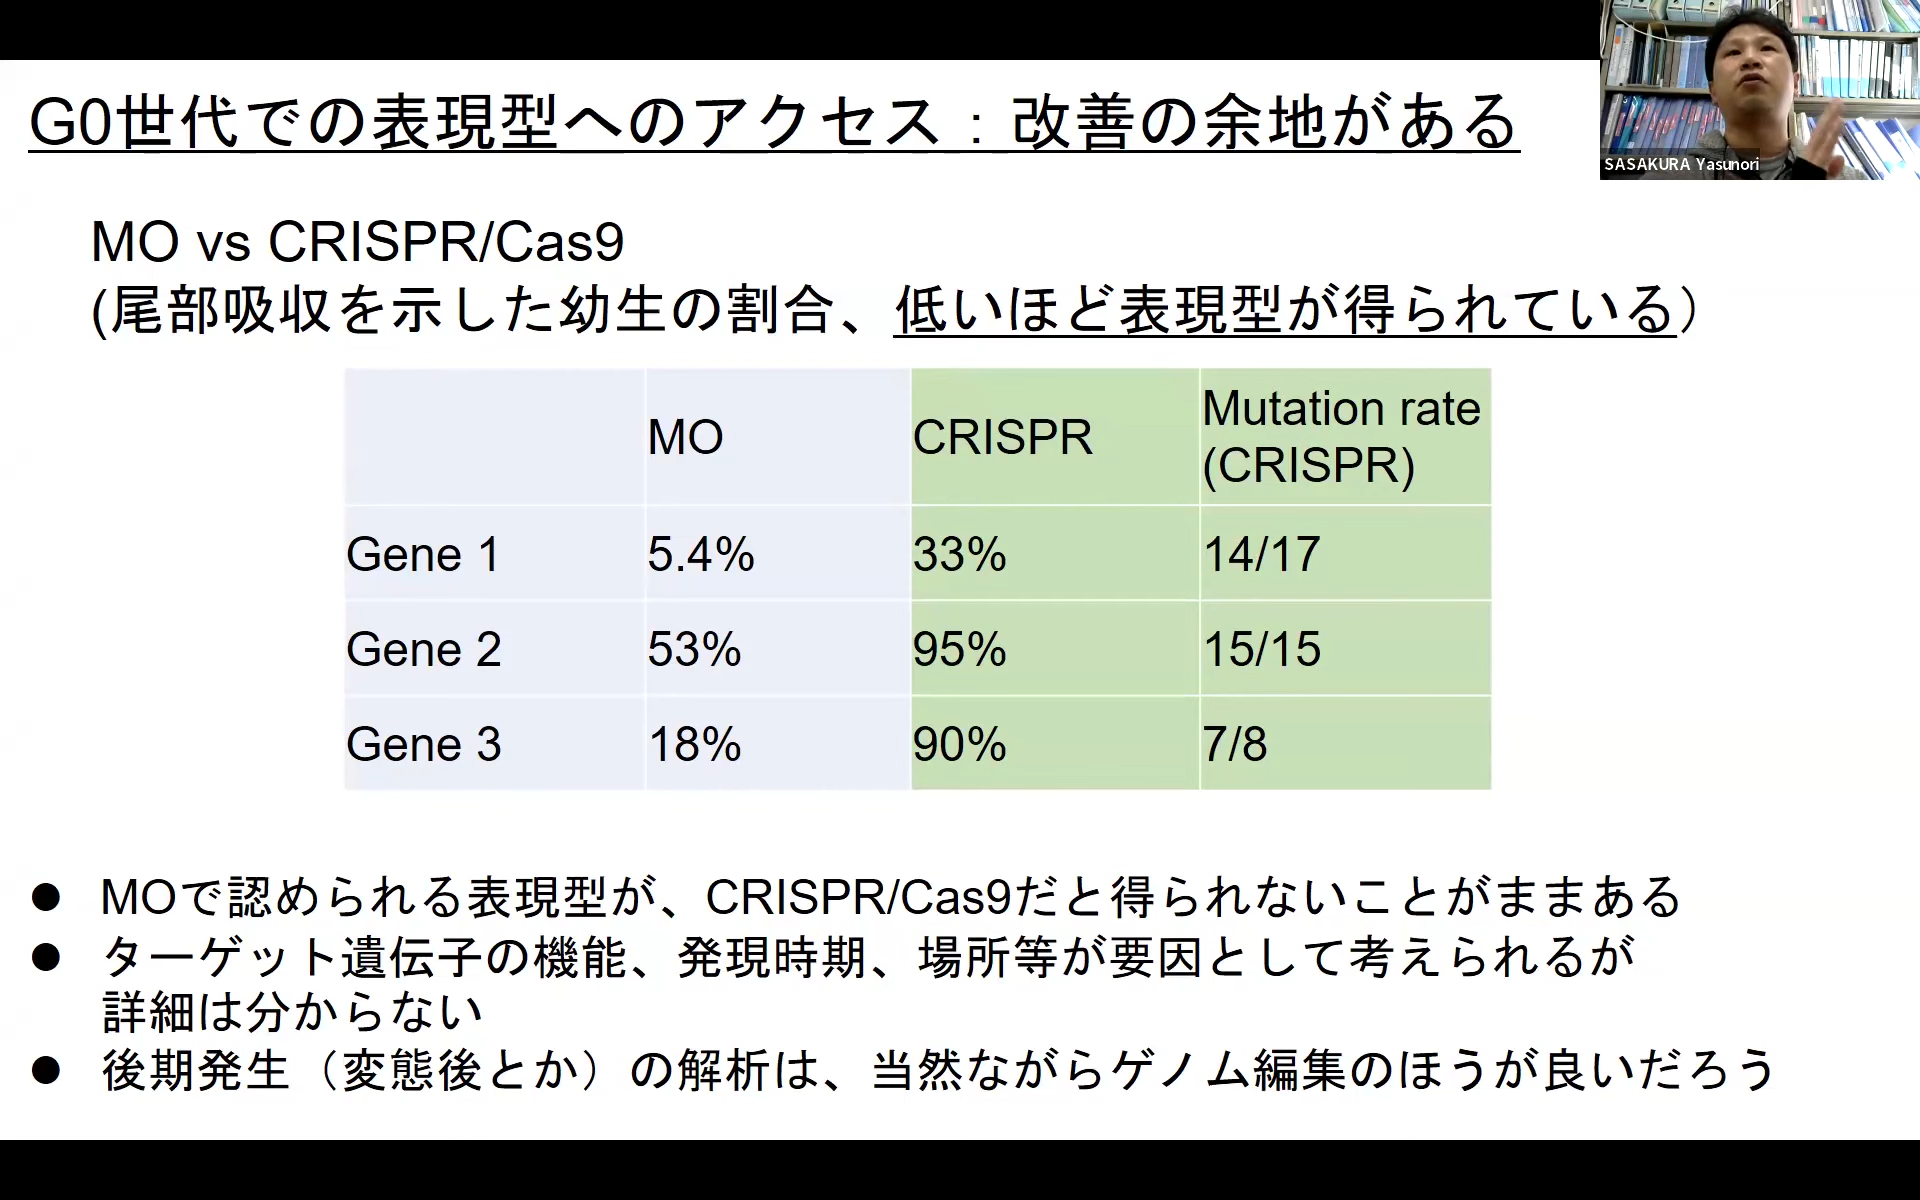 G0世代での表現型へのアクセス：改善の余地がある
SASAKURA Yasunori
MO vs CRISPR/Cas9
(尾部吸収を示した幼生の割合、低いほど表現型が得られている）
MO CRISPR Mutation rate (CRISPR)
Gene 1 5.4% 33% 14/17
Gene 2 53% 95% 15/15
Gene 3 18% 90% 7/8
● MOで認められる表現型が、CRISPR/Cas9だと得られないことがままある
● ターゲット遺伝子の機能、発現時期、場所等が要因として考えられるが
詳細は分からない
● 後期発生（変態後とか）の解析は、当然ながらゲノム編集のほうが良いだろう